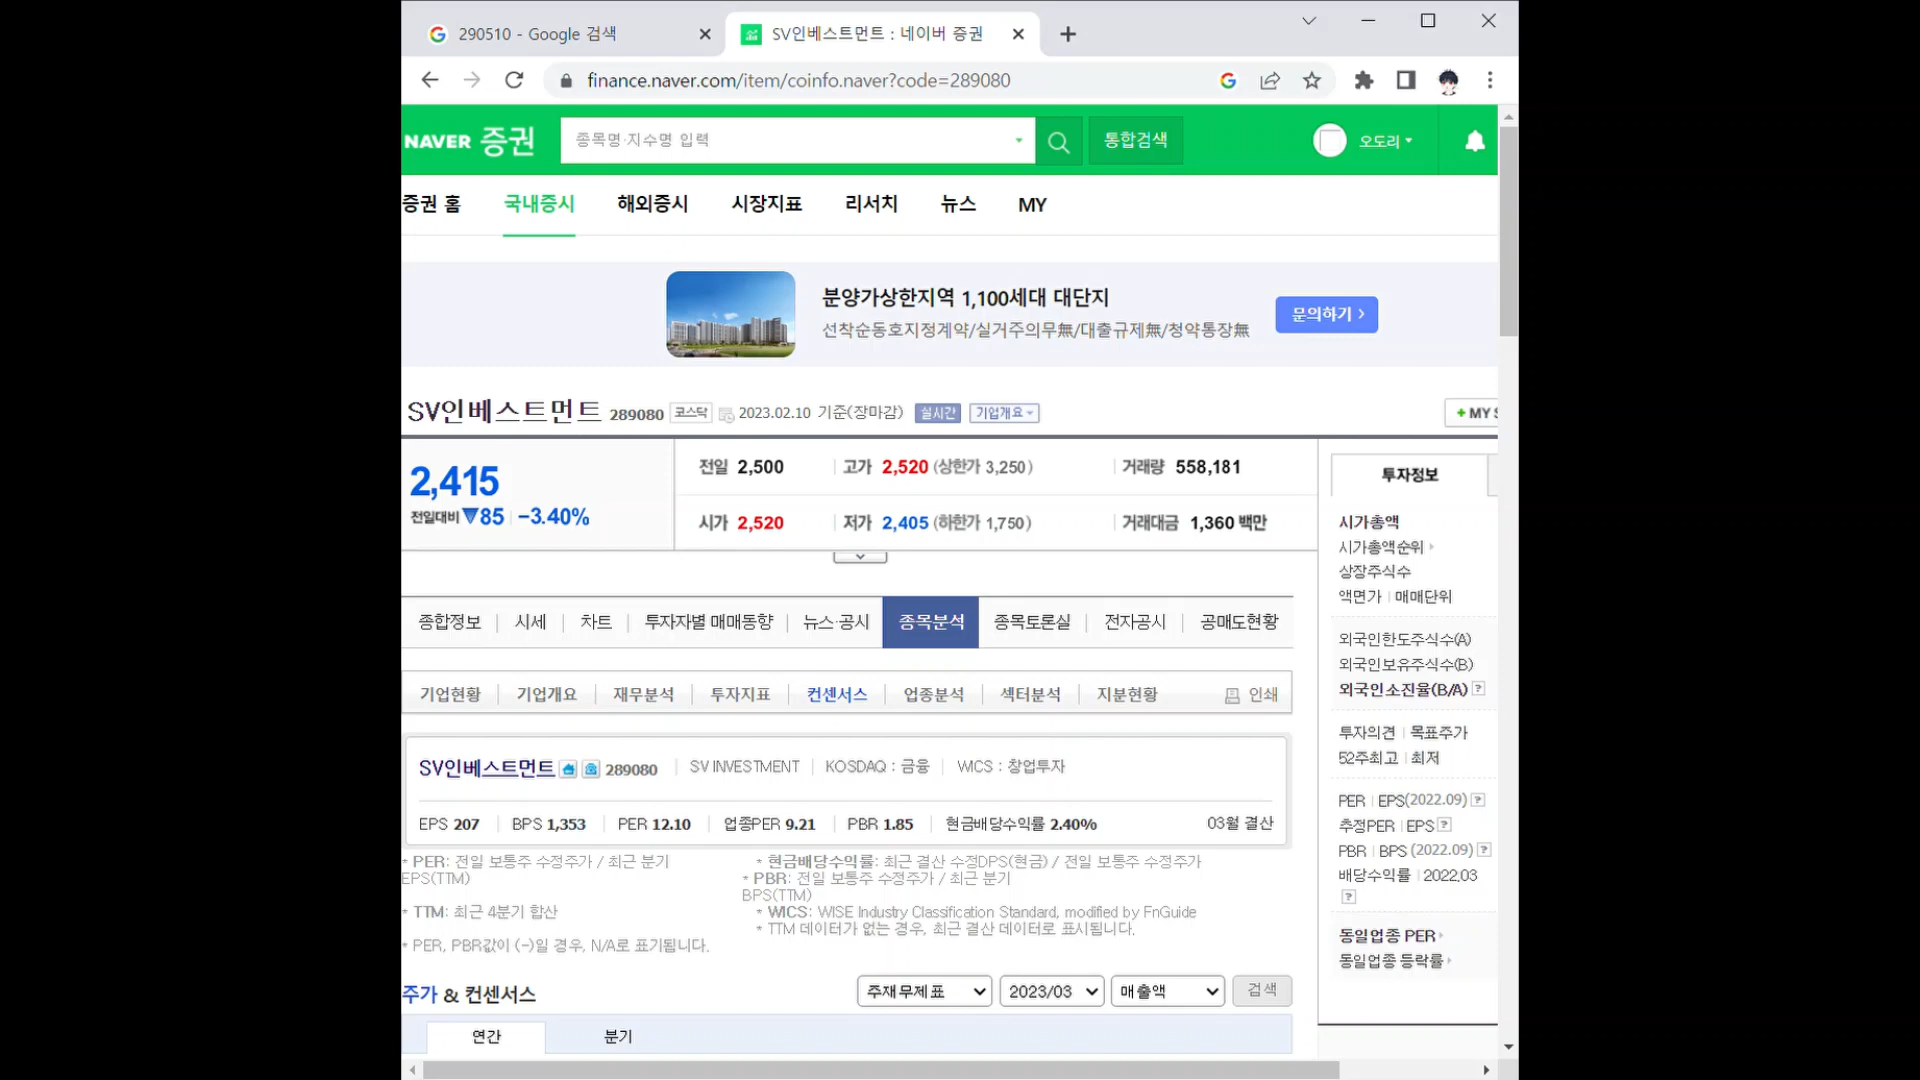 290510 - Google 검색
SV인베스트먼트 : 네이버 증권
finance.naver.com/item/coinfo.naver?code=289080
NAVER 증권
종목명·지수명 입력
통합검색
오도리
증권 홈 국내증시 해외증시 시장지표 리서치 뉴스 MY
분양가상한지역 1,100세대 대단지
선착순동호지정계약/실거주의무無/대출규제無/청약통장無
문의하기
SV인베스트먼트 289080 코스닥 2023.02.10 기준(장마감) 실시간 기업개요
+ MY S
2,415
전일대비 ▼85 -3.40%
전일 2,500 고가 2,520 (상한가 3,250) 거래량 558,181
시가 2,520 저가 2,405 (하한가 1,750) 거래대금 1,360 백만
종합정보 시세 차트 투자자별 매매동향 뉴스·공시 종목분석 종목토론실 전자공시 공매도현황
기업현황 기업개요 재무분석 투자지표 컨센서스 업종분석 섹터분석 지분현황 인쇄
SV인베스트먼트 289080 SV INVESTMENT KOSDAQ : 금융 WICS : 창업투자
EPS 207 BPS 1,353 PER 12.10 업종PER 9.21 PBR 1.85 현금배당수익률 2.40% 03월 결산
* PER: 전일 보통주 수정주가 / 최근 분기
EPS(TTM)
* TTM: 최근 4분기 합산
* PER, PBR값이 (-)일 경우, N/A로 표기됩니다.
* 현금배당수익률: 최근 결산 수정DPS(현금) / 전일 보통주 수정주가
* PBR: 전일 보통주 수정주가 / 최근 분기
BPS(TTM)
* WICS: WISE Industry Classification Standard, modified by FnGuide
* TTM 데이터가 없는 경우, 최근 결산 데이터로 표시됩니다.
주가 & 컨센서스
주재무제표 2023/03 매출액 검색
연간 분기
투자정보
시가총액
시가총액순위
상장주식수
액면가 매매단위
외국인한도주식수(A)
외국인보유주식수(B)
외국인소진율(B/A) ?
투자의견 목표주가
52주최고 최저
PER EPS(2022.09) ?
추정PER EPS ?
PBR BPS (2022.09) ?
배당수익률 2022.03
?
동일업종 PER
동일업종 등락률